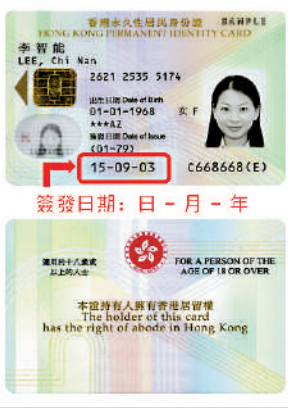 香港永久性居民身份證 SAMPLE
HONG KONG PERMANENT IDENTITY CARD
李智能
LEE, Chi Nan
2621 2535 5174
出生日期 Date of Birth
01-01-1968 女 F
***AZ
簽發日期 Date of Issue
(01-79)
15-09-03 C668668(E)
簽發日期：日-月-年
適用於十八歲或
以上的人士
FOR A PERSON OF THE
AGE OF 18 OR OVER
本證持有人擁有香港居留權
The holder of this card
has the right of abode in Hong Kong